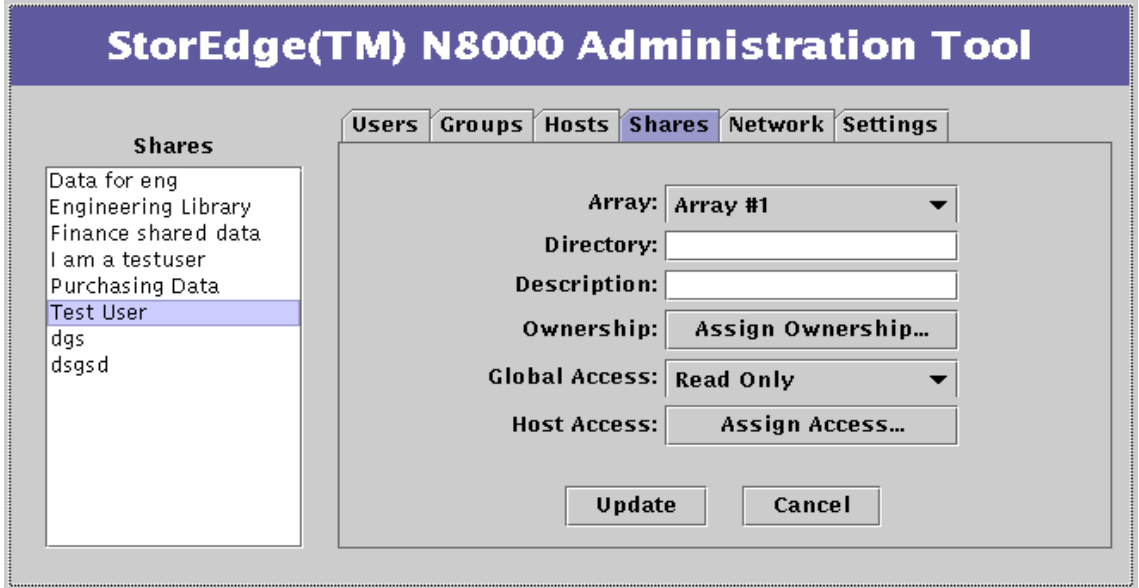 StorEdge(TM) N8000 Administration Tool
Shares
Data for eng
Engineering Library
Finance shared data
I am a testuser
Purchasing Data
Test User
dgs
dsgsd
Users Groups Hosts Shares Network Settings
Array: Array #1
Directory:
Description:
Ownership: Assign Ownership...
Global Access: Read Only
Host Access: Assign Access...
Update Cancel